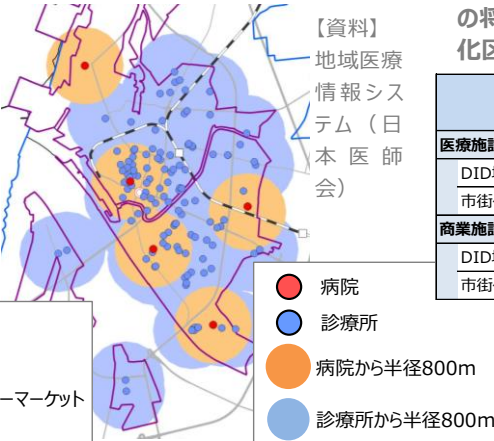 【資料】
地域医療
情報シス
テム（日
本医師
会）
の将
化区
医療施設
DID
市街
商業施設
DID
市街
ーマーケット
病院
診療所
病院から半径800m
診療所から半径800m